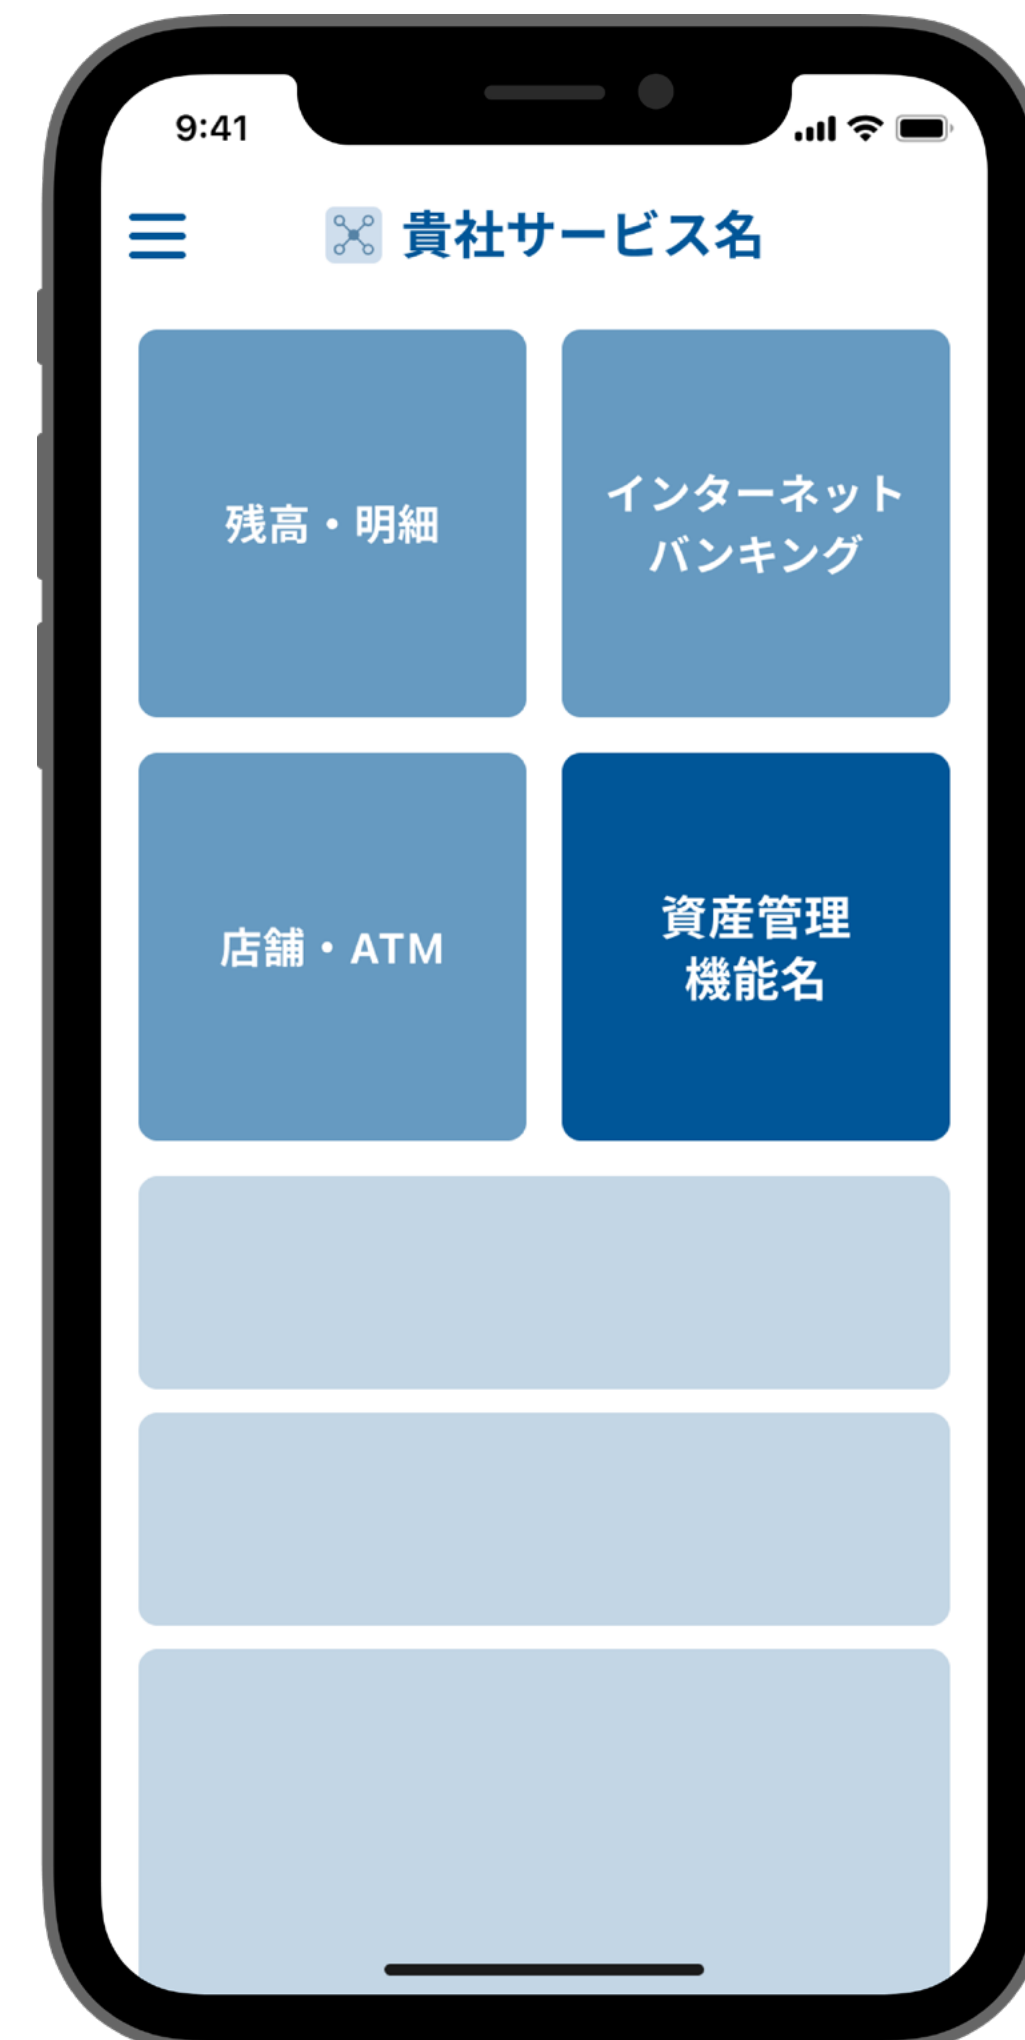 9:41
貴社サービス名
残高・明細
インターネット
バンキング
店舗・ATM
資産管理
機能名